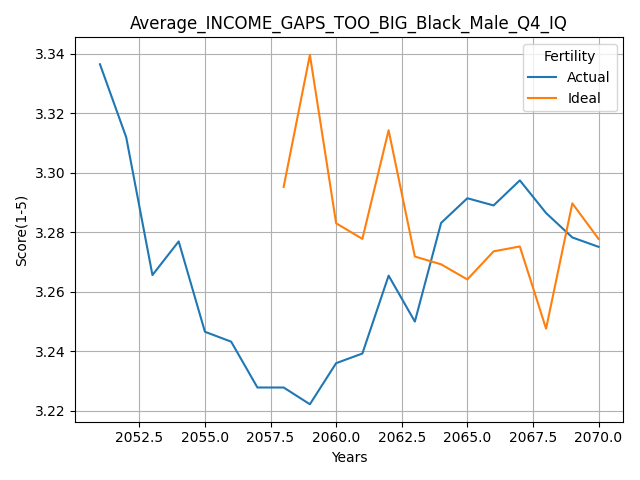 Average_INCOME_GAPS_TOO_BIG_Black_Male_Q4_IQ
Fertility
Actual
Ideal
Score(1-5)
3.34
3.32
3.30
3.28
3.26
3.24
3.22
2052.5 2055.0 2057.5 2060.0 2062.5 2065.0 2067.5 2070.0
Years